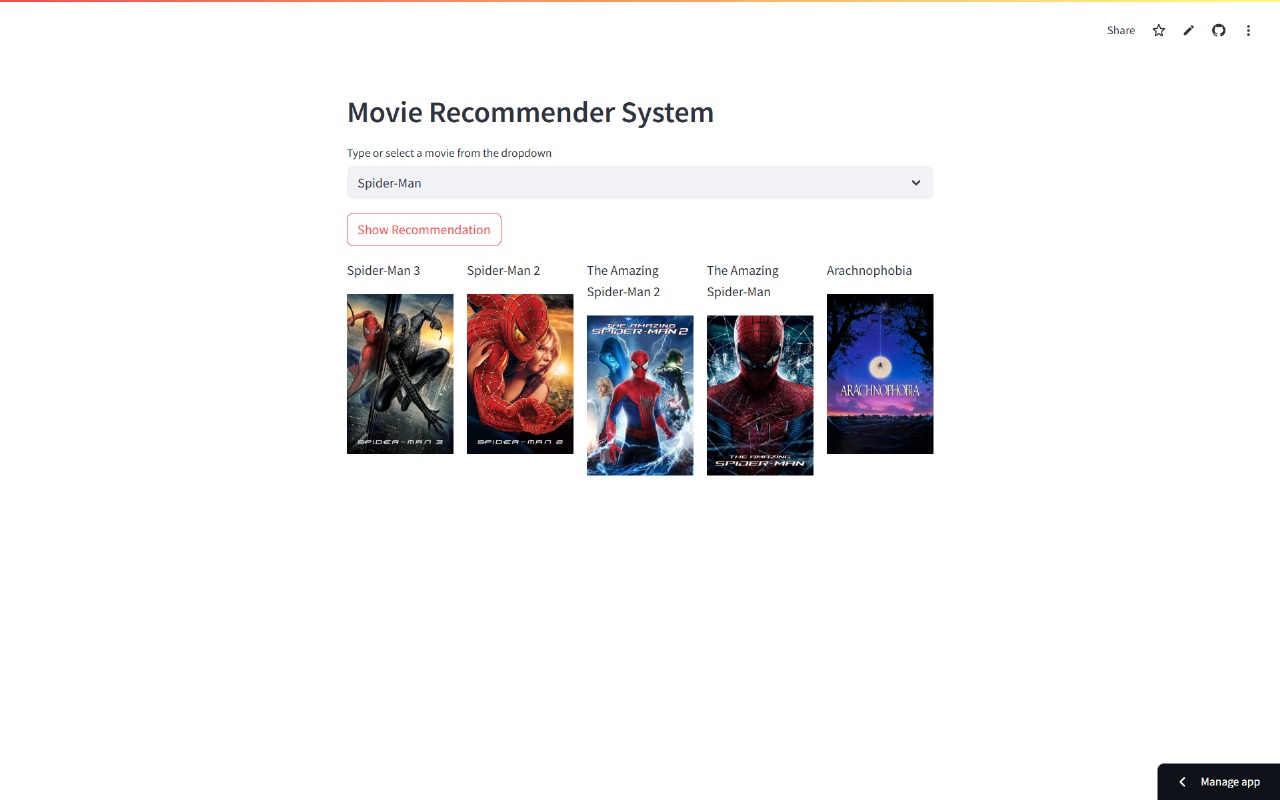 Share
Movie Recommender System
Type or select a movie from the dropdown
Spider-Man
Show Recommendation
Spider-Man 3
Spider-Man 2
The Amazing
Spider-Man 2
The Amazing
Spider-Man
Arachnophobia
SPIDER-MAN 3
SPIDER-MAN 2
THE AMAZING
SPIDER-MAN 2
THE AMAZING
SPIDER-MAN
ARACHNOPHOBIA
Manage app